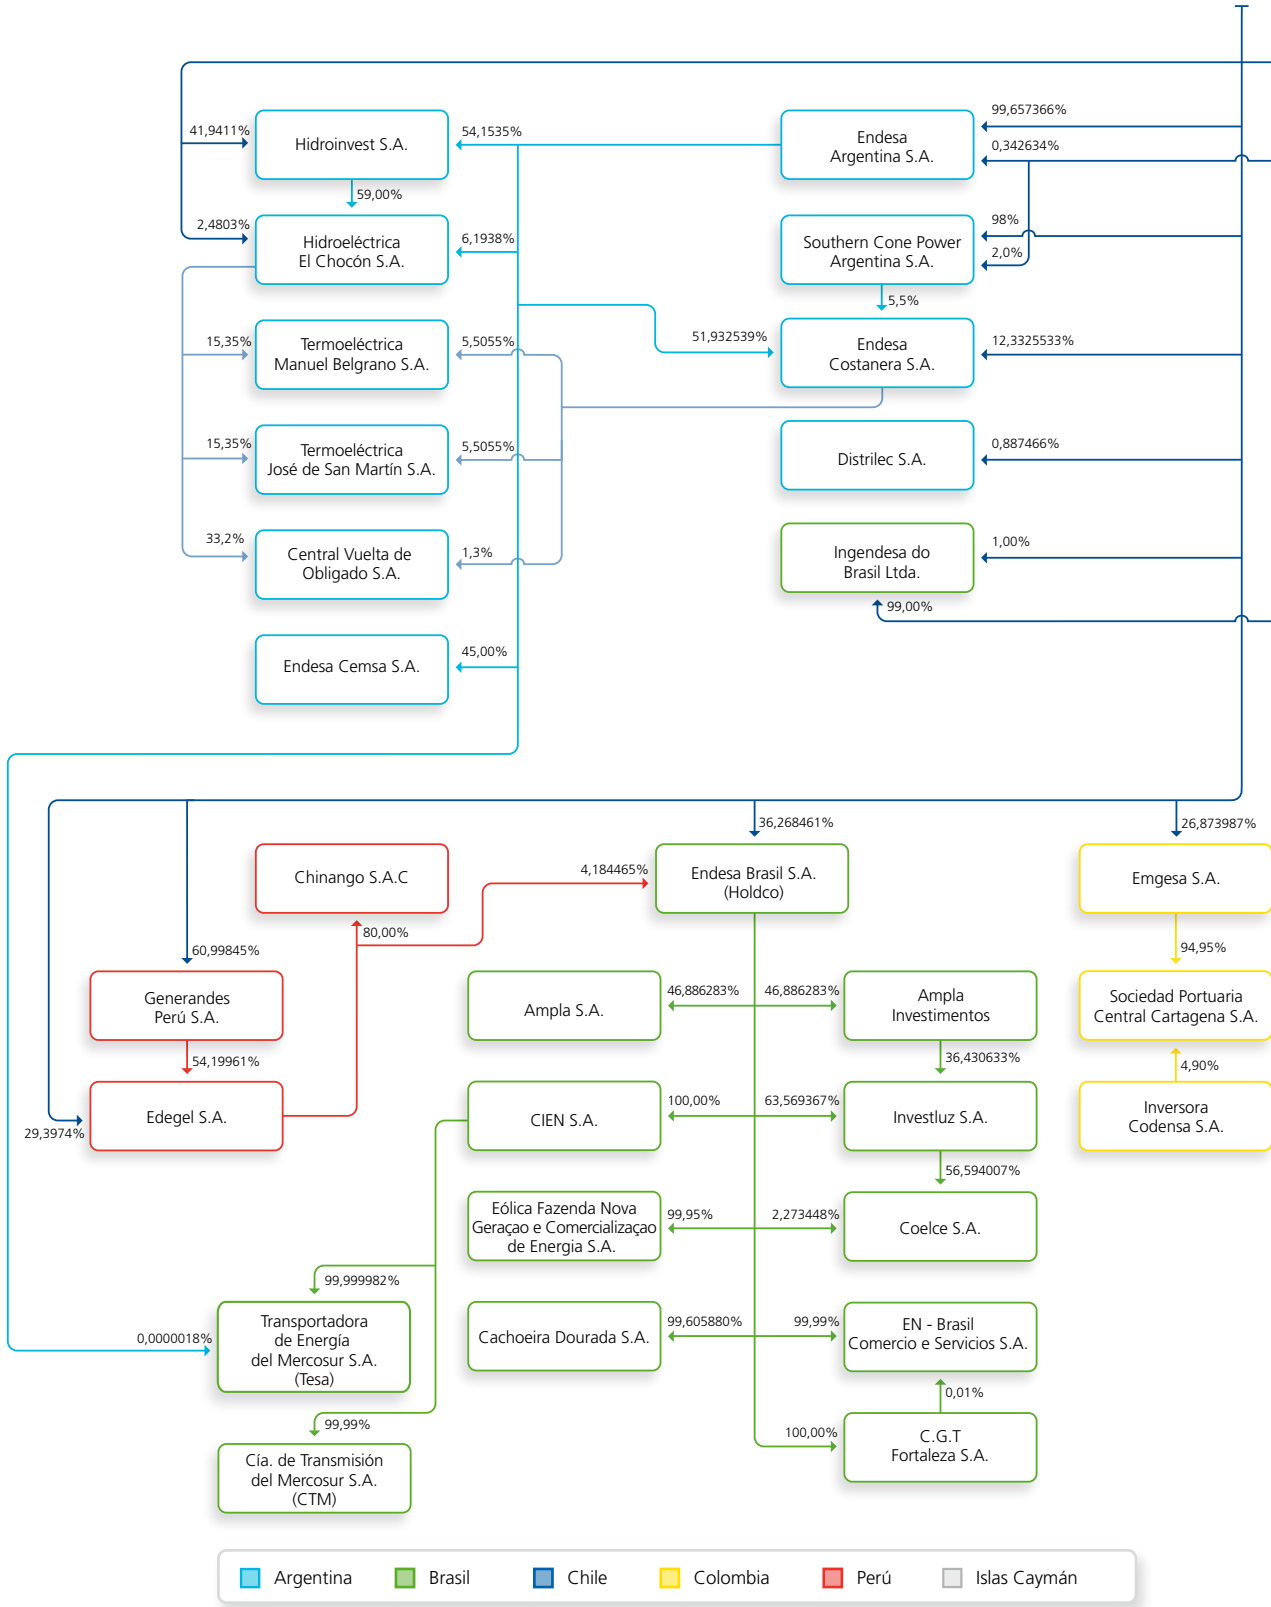 99,657366%
41,9411%
Hidroinvest S.A.
54,1535%
Endesa
Argentina S.A.
0,342634%
59,00%
2,4803%
Hidroeléctrica
El Chocón S.A.
6,1938%
Southern Cone Power
Argentina S.A.
98%
2,0%
5,5%
15,35%
Termoeléctrica
Manuel Belgrano S.A.
5,5055%
51,932539%
Endesa
Costanera S.A.
12,3325533%
15,35%
Termoeléctrica
José de San Martín S.A.
5,5055%
Distrilec S.A.
0,887466%
33,2%
Central Vuelta de
Obligado S.A.
1,3%
Ingendesa do
Brasil Ltda.
1,00%
99,00%
Endesa Cemsa S.A.
45,00%
36,268461%
26,873987%
Chinango S.A.C
4,184465%
Endesa Brasil S.A.
(Holdco)
Emgesa S.A.
80,00%
60,99845%
94,95%
Generandes
Perú S.A.
Ampla S.A.
46,886283%
46,886283%
Ampla
Investimentos
Sociedad Portuaria
Central Cartagena S.A.
54,19961%
36,430633%
4,90%
29,3974%
Edegel S.A.
CIEN S.A.
100,00%
63,569367%
Investluz S.A.
Inversora
Codensa S.A.
56,594007%
Eólica Fazenda Nova
Geraçao e Comercializaçao
de Energia S.A.
99,95%
2,273448%
Coelce S.A.
99,999982%
0,0000018%
Transportadora
de Energía
del Mercosur S.A.
(Tesa)
Cachoeira Dourada S.A.
99,605880%
99,99%
EN - Brasil
Comercio e Servicios S.A.
0,01%
99,99%
100,00%
C.G.T
Fortaleza S.A.
Cía. de Transmisión
del Mercosur S.A.
(CTM)
Argentina
Brasil
Chile
Colombia
Perú
Islas Caymán